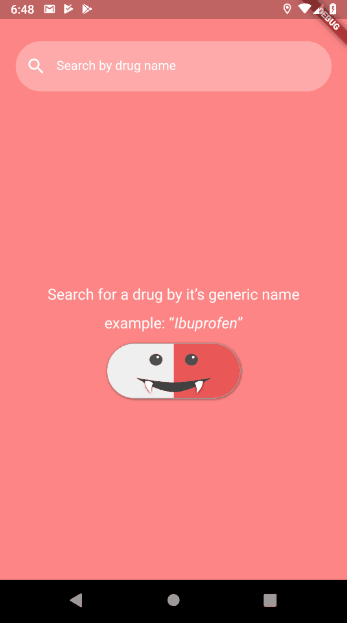 6:48
DEBUG
Search by drug name
Search for a drug by it's generic name
example: “Ibuprofen”